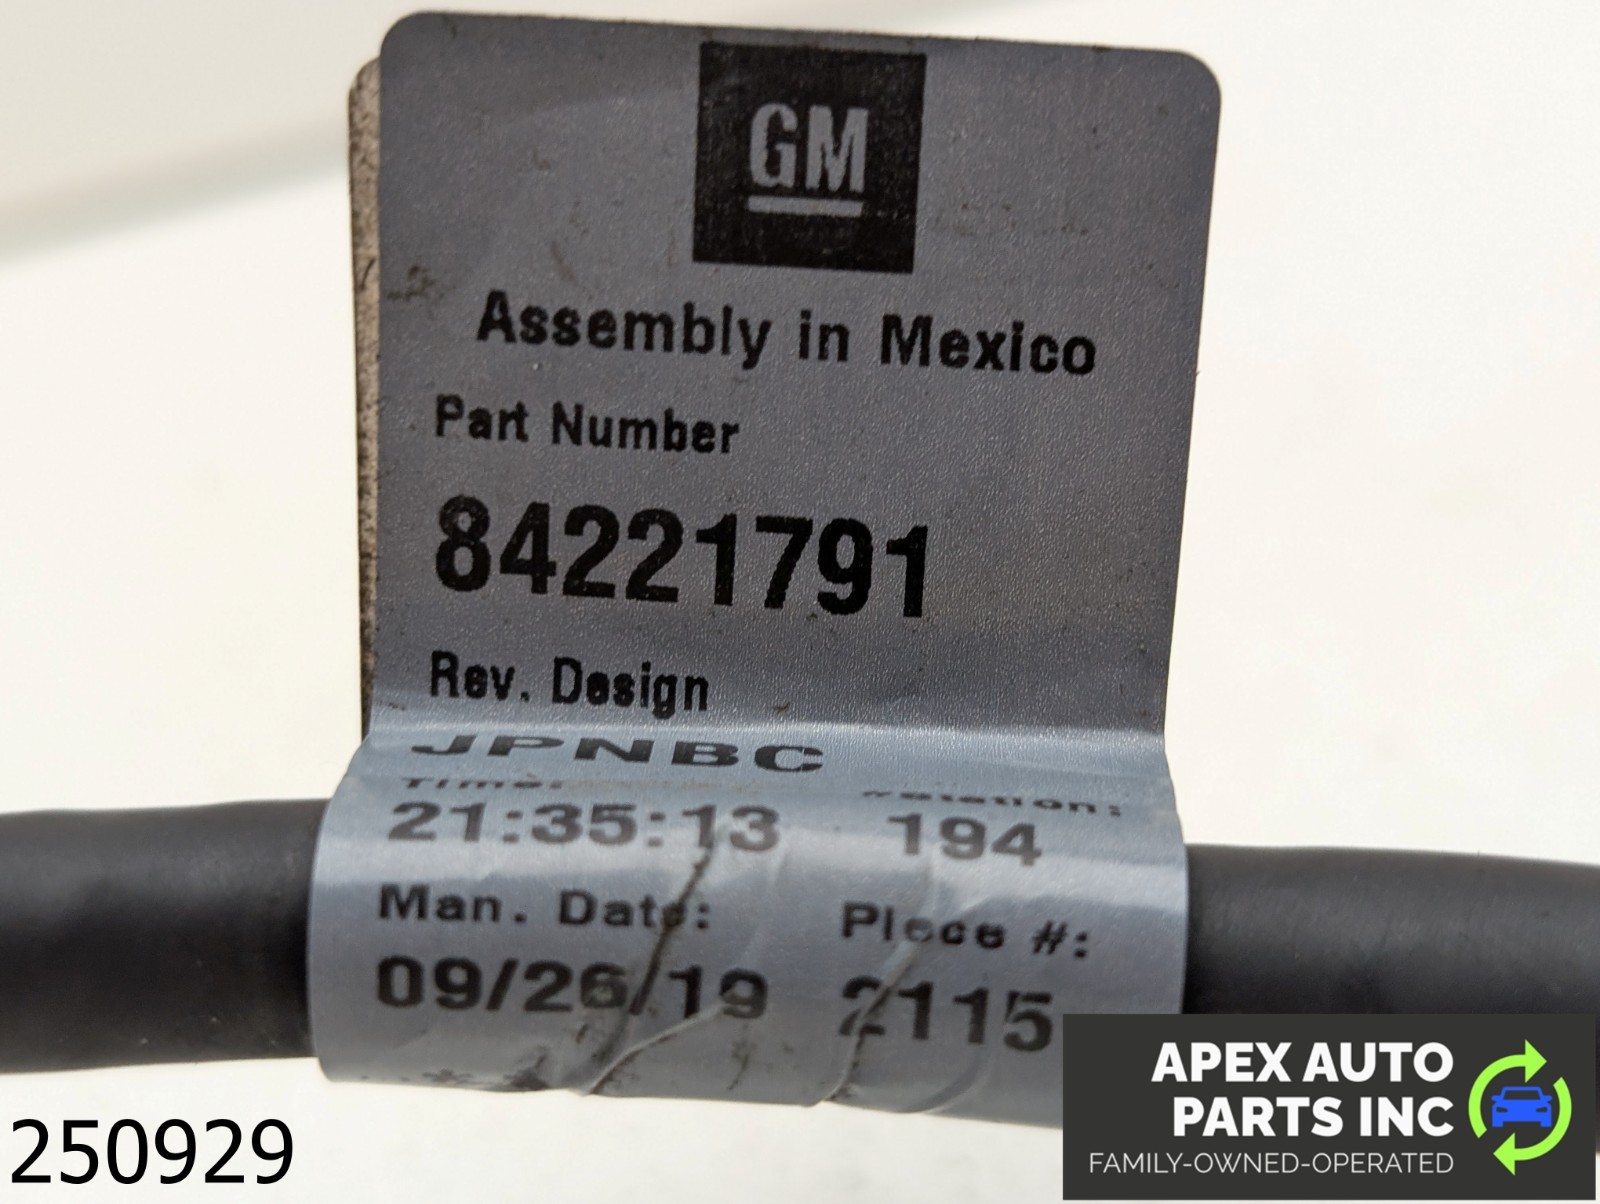 GM
Assembly in Mexico
Part Number
84221791
Rev. Design
JPNBC
Time:
21:35:13 194
Man. Date: Piece #:
09/26/19 2115
APEX AUTO
PARTS INC
FAMILY-OWNED-OPERATED
250929